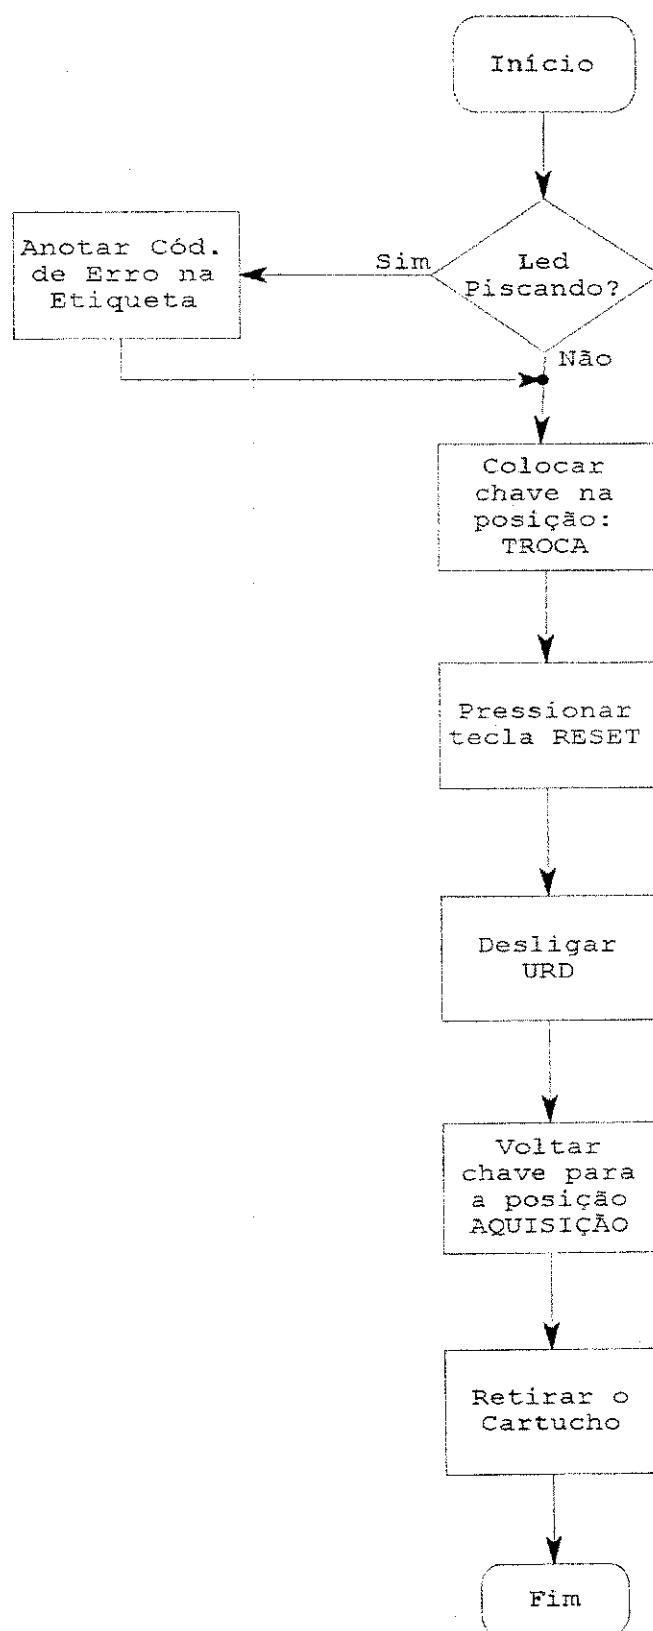 Início
Led
Piscando?
Sim
Anotar Cód.
de Erro na
Etiqueta
Não
Colocar
chave na
posição:
TROCA
Pressionar
tecla RESET
Desligar
URD
Voltar
chave para
a posição
AQUISIÇÃO
Retirar o
Cartucho
Fim